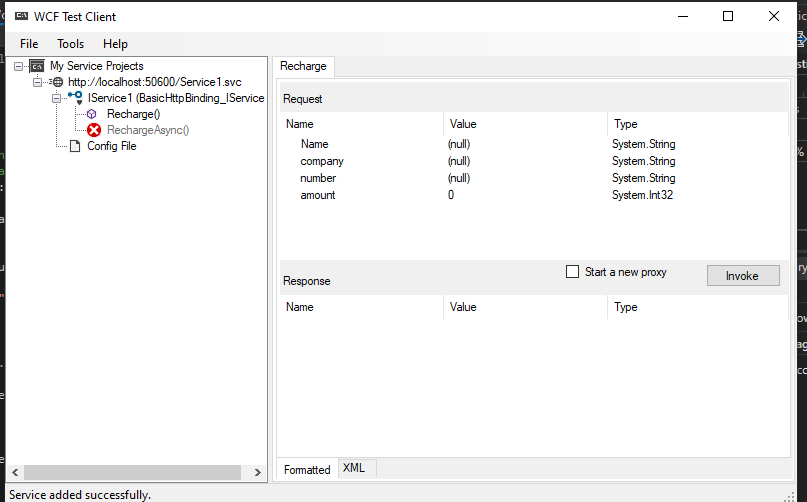 WCF Test Client
File Tools Help
My Service Projects
http://localhost:50600/Service1.svc
IService1 (BasicHttpBinding_IService
Recharge()
RechargeAsync()
Config File
Recharge
Request
Name Value Type
Name (null) System.String
company (null) System.String
number (null) System.String
amount 0 System.Int32
Response
Start a new proxy
Invoke
Name Value Type
Formatted XML
Service added successfully.